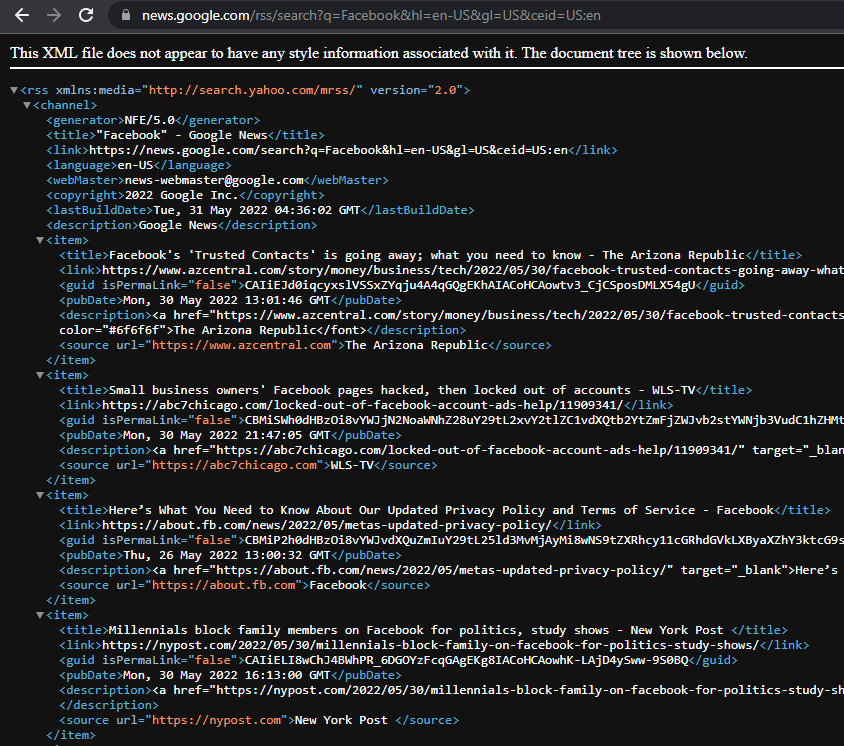 news.google.com/rss/search?q=Facebook&hl=en-US&gl=US&ceid=US:en
This XML file does not appear to have any style information associated with it. The document tree is shown below.
▼<rss xmlns:media="http://search.yahoo.com/mrss/" version="2.0">
▼<channel>
<generator>NFE/5.0</generator>
<title>"Facebook" - Google News</title>
<link>https://news.google.com/search?q=Facebook&hl=en-US&gl=US&ceid=US:en</link>
<language>en-US</language>
<webMaster>news-webmaster@google.com</webMaster>
<copyright>2022 Google Inc.</copyright>
<lastBuildDate>Tue, 31 May 2022 04:36:02 GMT</lastBuildDate>
<description>Google News</description>
▼<item>
<title>Facebook's 'Trusted Contacts' is going away; what you need to know - The Arizona Republic</title>
<link>https://www.azcentral.com/story/money/business/tech/2022/05/30/facebook-trusted-contacts-going-away-what
<guid isPermaLink="false">CAIiEJd0iqcyxslVSSxZYqju4A4qGQgEKhAIACoHCAowtv3_CjCSposDMLX54gU</guid>
<pubDate>Mon, 30 May 2022 13:01:46 GMT</pubDate>
<description><a href="https://www.azcentral.com/story/money/business/tech/2022/05/30/facebook-trusted-contacts
color="#6f6f6f">The Arizona Republic</font></description>
<source url="https://www.azcentral.com">The Arizona Republic</source>
</item>
▼<item>
<title>Small business owners' Facebook pages hacked, then locked out of accounts - WLS-TV</title>
<link>https://abc7chicago.com/locked-out-of-facebook-account-ads-help/11909341/</link>
<guid isPermaLink="false">CBMiSWh0dHBzOi8vYWJjN2NoaWNhZ28uY29tL2xvY2tlZC1vdXQtb2YtZmFjZWJvb2stYWNjb3VudC1hZHMt
<pubDate>Mon, 30 May 2022 21:47:05 GMT</pubDate>
<description><a href="https://abc7chicago.com/locked-out-of-facebook-account-ads-help/11909341/" target="_blan
<source url="https://abc7chicago.com">WLS-TV</source>
</item>
▼<item>
<title>Here’s What You Need to Know About Our Updated Privacy Policy and Terms of Service - Facebook</title>
<link>https://about.fb.com/news/2022/05/metas-updated-privacy-policy/</link>
<guid isPermaLink="false">CBMiP2h0dHBzOi8vYWJvdXQuZmIuY29tL25ld3MvMjAyMi8wNS9tZXRhcy11cGRhdGVkLXByaXZhY3ktcG9s
<pubDate>Thu, 26 May 2022 13:00:32 GMT</pubDate>
<description><a href="https://about.fb.com/news/2022/05/metas-updated-privacy-policy/" target="_blank">Here’s
<source url="https://about.fb.com">Facebook</source>
</item>
▼<item>
<title>Millennials block family members on Facebook for politics, study shows - New York Post </title>
<link>https://nypost.com/2022/05/30/millennials-block-family-on-facebook-for-politics-study-shows/</link>
<guid isPermaLink="false">CAIiELI8wChJ4BWhPR_6DGOYzFcqGAgEKg8IACoHCAowhK-LAjD4ySww-9S0BQ</guid>
<pubDate>Mon, 30 May 2022 16:13:00 GMT</pubDate>
<description><a href="https://nypost.com/2022/05/30/millennials-block-family-on-facebook-for-politics-study-sh
</description>
<source url="https://nypost.com">New York Post </source>
</item>